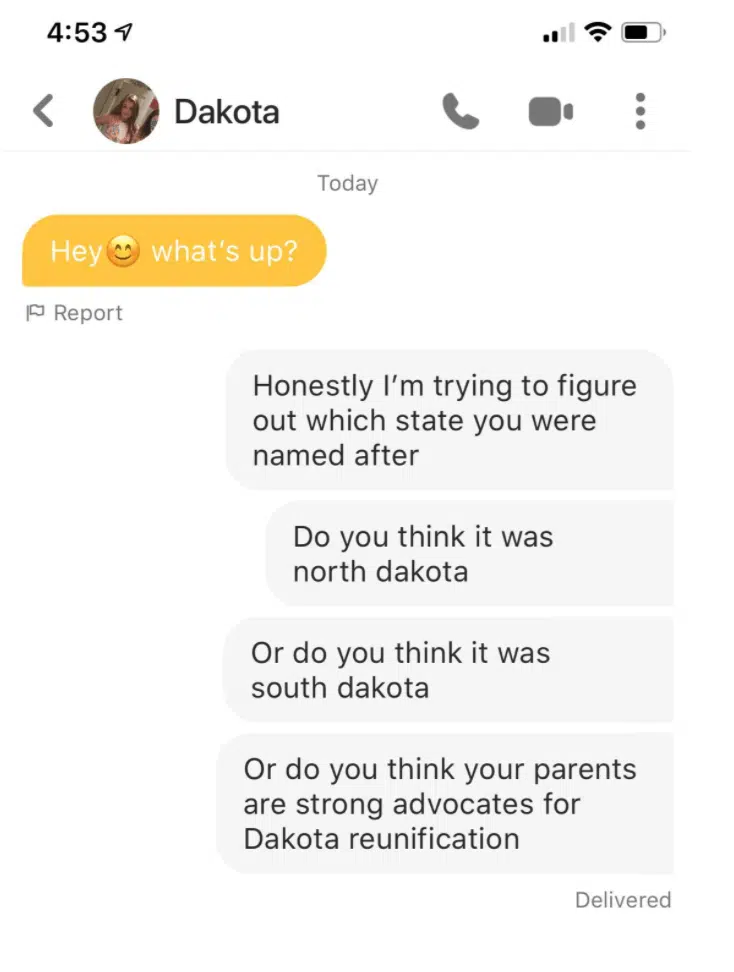 4:53
Dakota
Today
Hey😊 what's up?
Report
Honestly I'm trying to figure
out which state you were
named after
Do you think it was
north dakota
Or do you think it was
south dakota
Or do you think your parents
are strong advocates for
Dakota reunification
Delivered